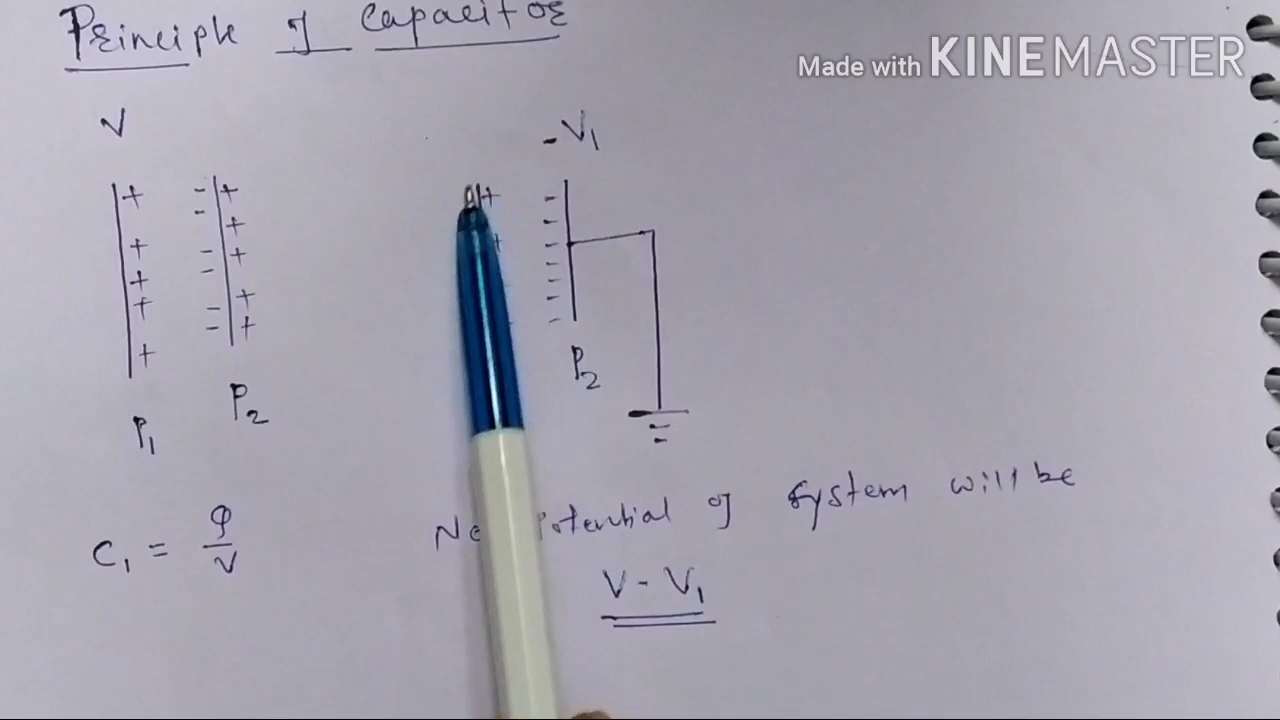 Principle of Capacitor
Made with KINEMASTER
V
- V₁
+ - +
- +
+ - +
+ -
+ - +
- +
+
+
-
-
+ -
-
-
-
-
P₁
P₂
P₂
C₁ = Q/V
potential of system will be
V - V₁